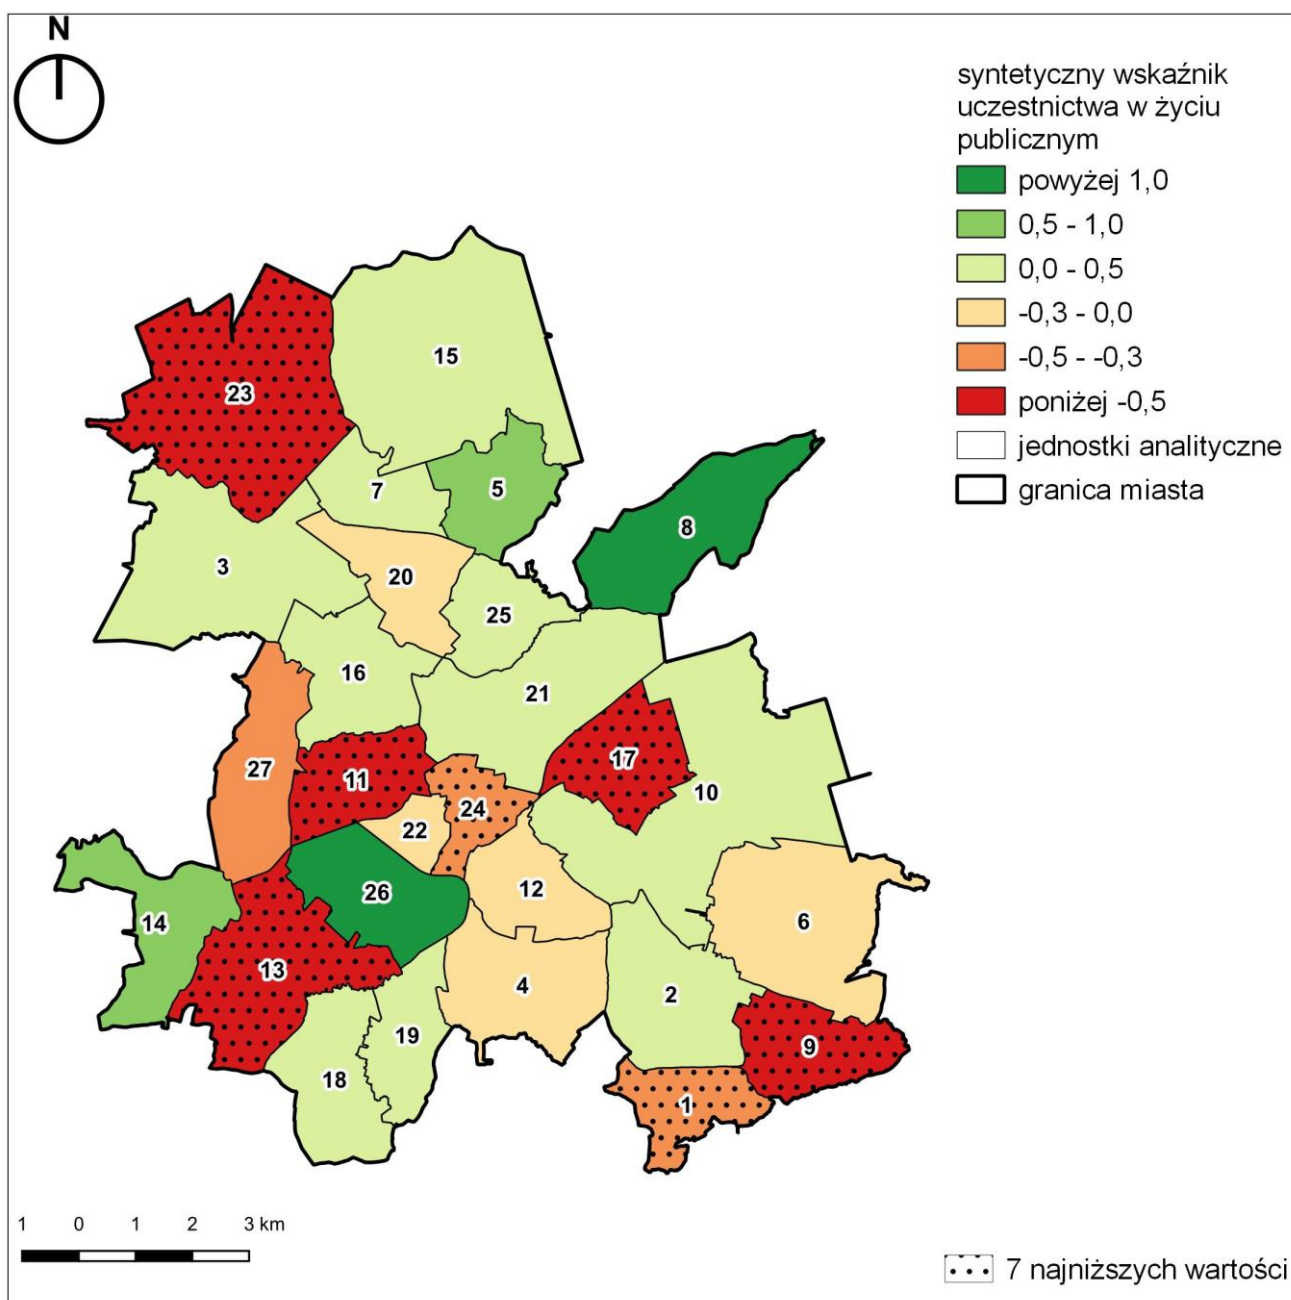 N
syntetyczny wskaźnik
uczestnictwa w życiu
publicznym
powyżej 1,0
0,5 - 1,0
0,0 - 0,5
-0,3 - 0,0
-0,5 - -0,3
poniżej -0,5
jednostki analityczne
granica miasta
15
23
7
5
8
3
20
25
16
21
27
11
17
10
24
22
12
26
14
6
13
4
2
19
9
18
1
1 0 1 2 3 km
7 najniższych wartości